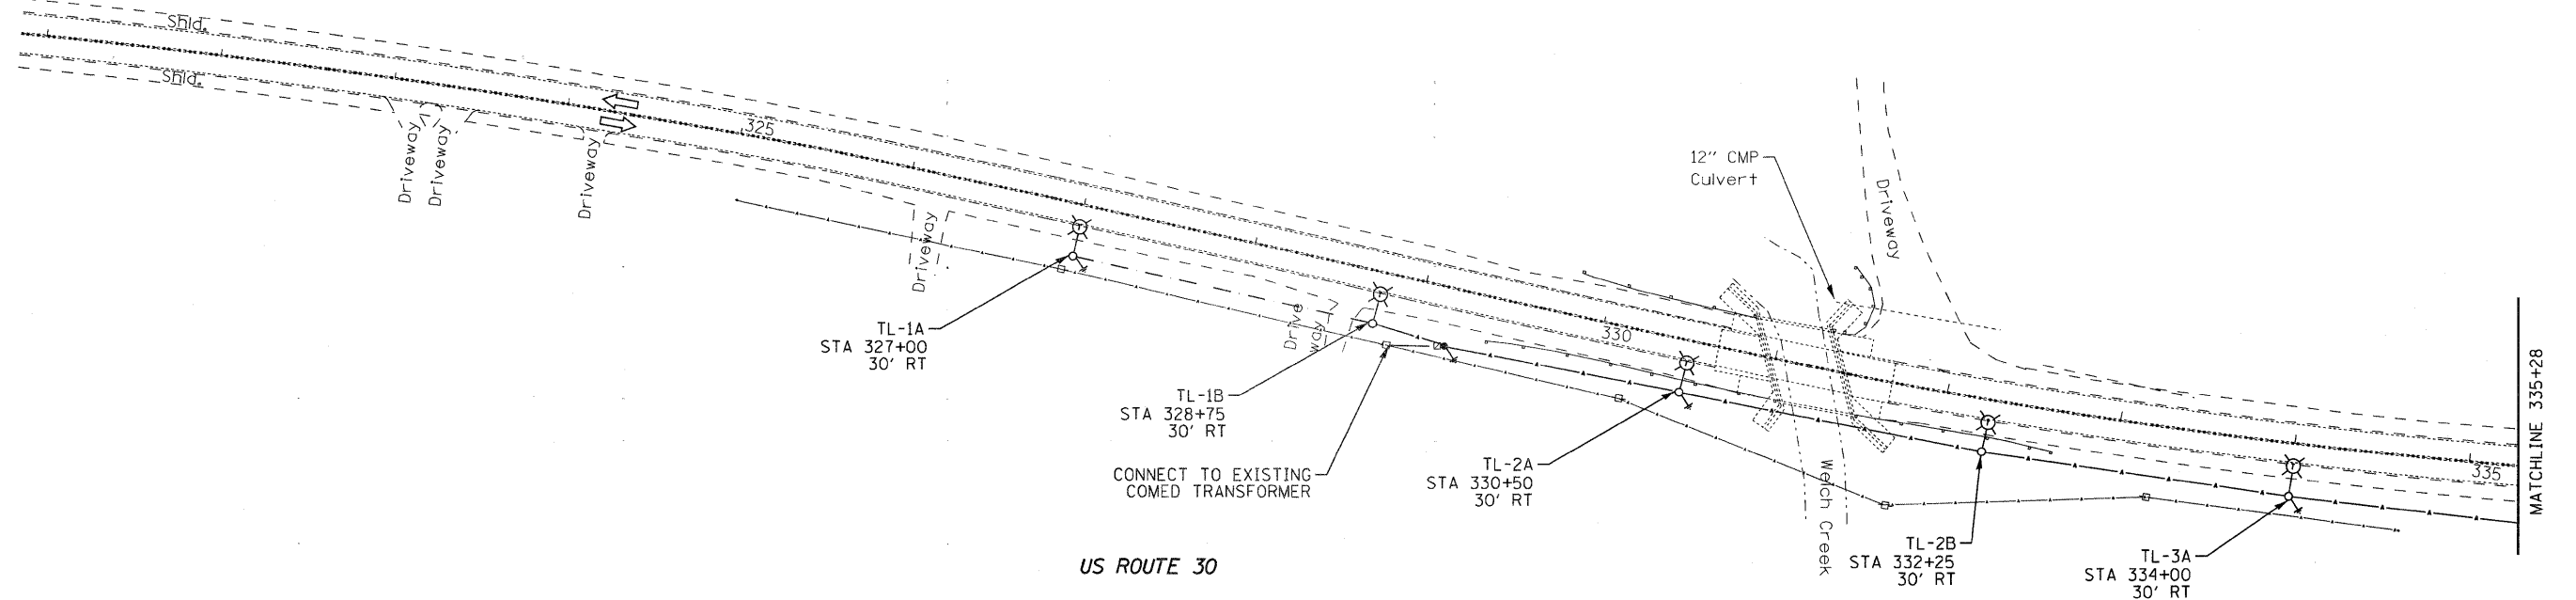 Shld.
Shld.
Driveway
Driveway
Driveway
325
Driveway
TL-1A
STA 327+00
30' RT
Drive
way
TL-1B
STA 328+75
30' RT
CONNECT TO EXISTING
COMED TRANSFORMER
330
TL-2A
STA 330+50
30' RT
12" CMP
Culvert
Driveway
Welch Creek
TL-2B
STA 332+25
30' RT
TL-3A
STA 334+00
30' RT
335
MATCHLINE 335+28
US ROUTE 30